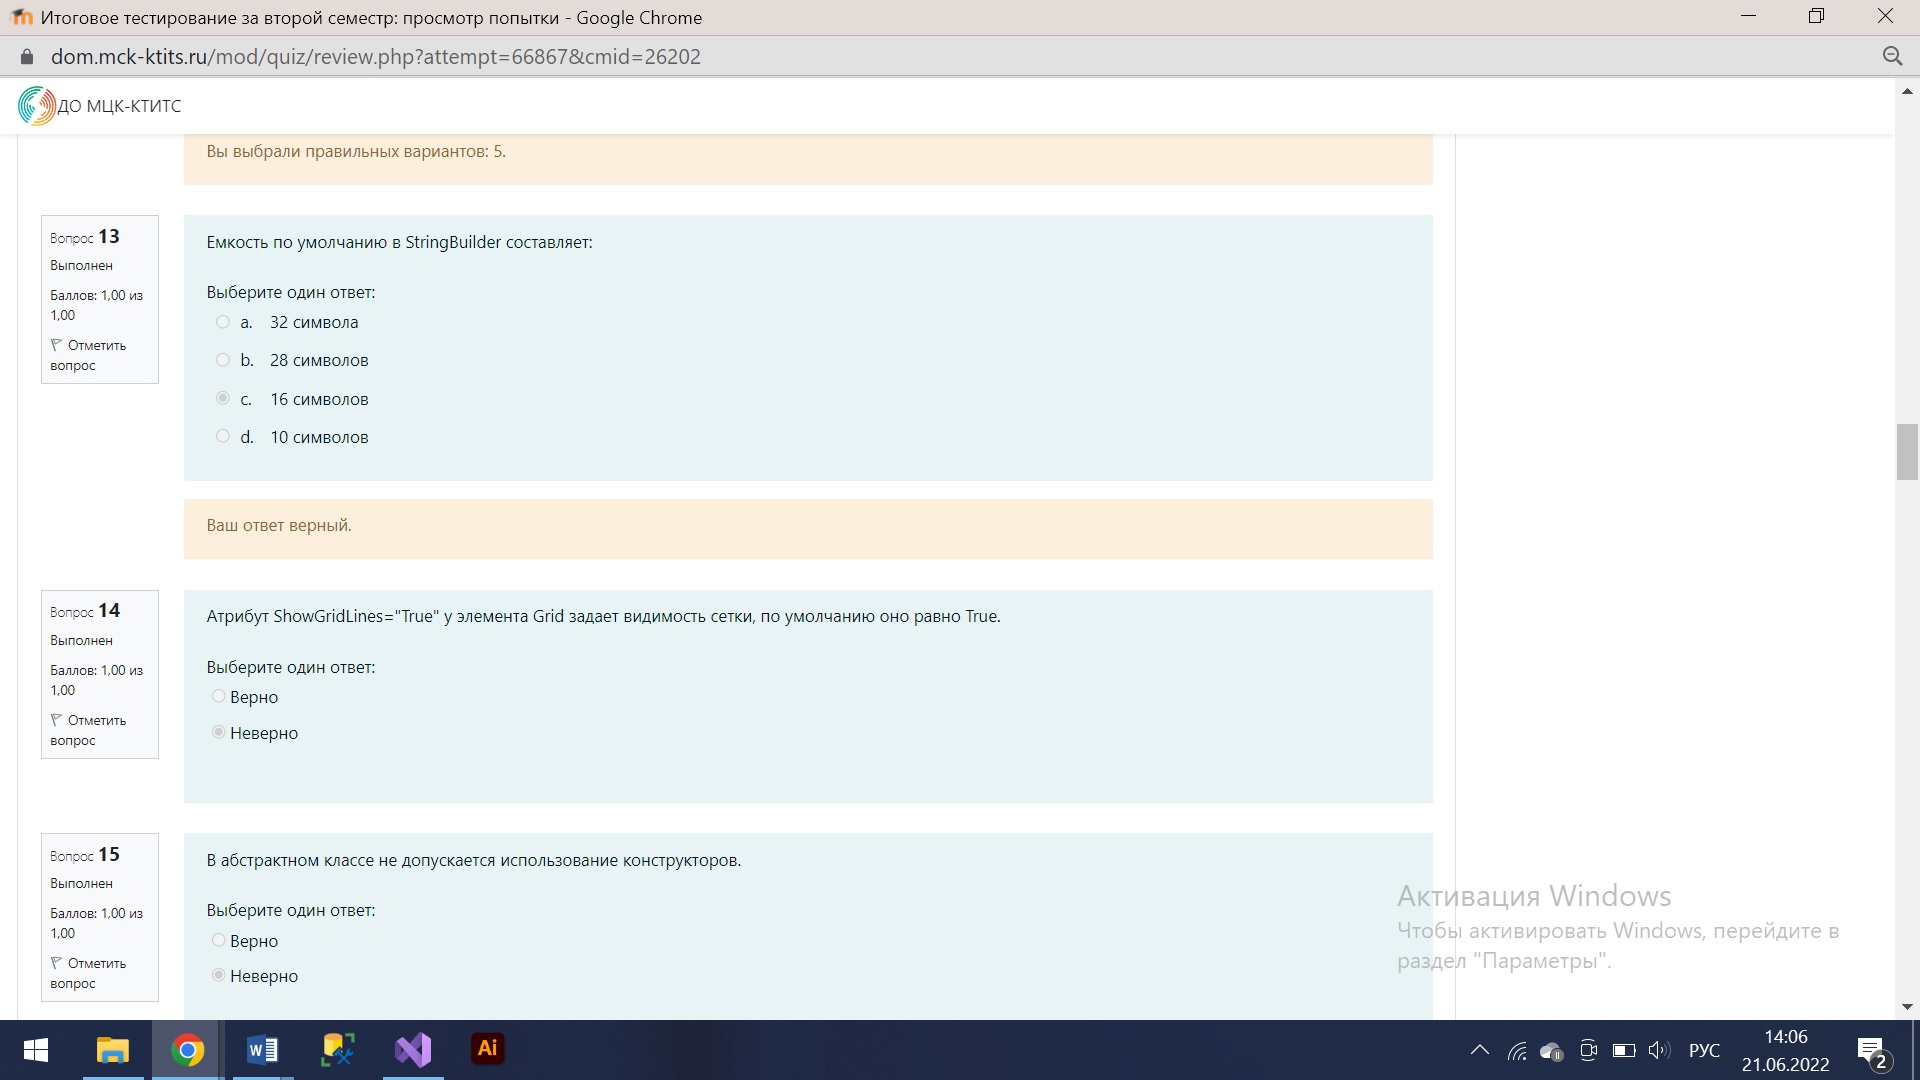 Итоговое тестирование за второй семестр: просмотр попытки - Google Chrome
dom.mck-ktits.ru/mod/quiz/review.php?attempt=66867&cmid=26202
ДО МЦК-КТИТС
Вы выбрали правильных вариантов: 5.
Вопрос 13
Выполнен
Баллов: 1,00 из
1,00
Отметить
вопрос
Емкость по умолчанию в StringBuilder составляет:
Выберите один ответ:
a. 32 символа
b. 28 символов
c. 16 символов
d. 10 символов
Ваш ответ верный.
Вопрос 14
Выполнен
Баллов: 1,00 из
1,00
Отметить
вопрос
Атрибут ShowGridLines="True" у элемента Grid задает видимость сетки, по умолчанию оно равно True.
Выберите один ответ:
Верно
Неверно
Вопрос 15
Выполнен
Баллов: 1,00 из
1,00
Отметить
вопрос
В абстрактном классе не допускается использование конструкторов.
Выберите один ответ:
Верно
Неверно
Активация Windows
Чтобы активировать Windows, перейдите в
раздел "Параметры".
W
Ai
РУС
14:06
21.06.2022
2